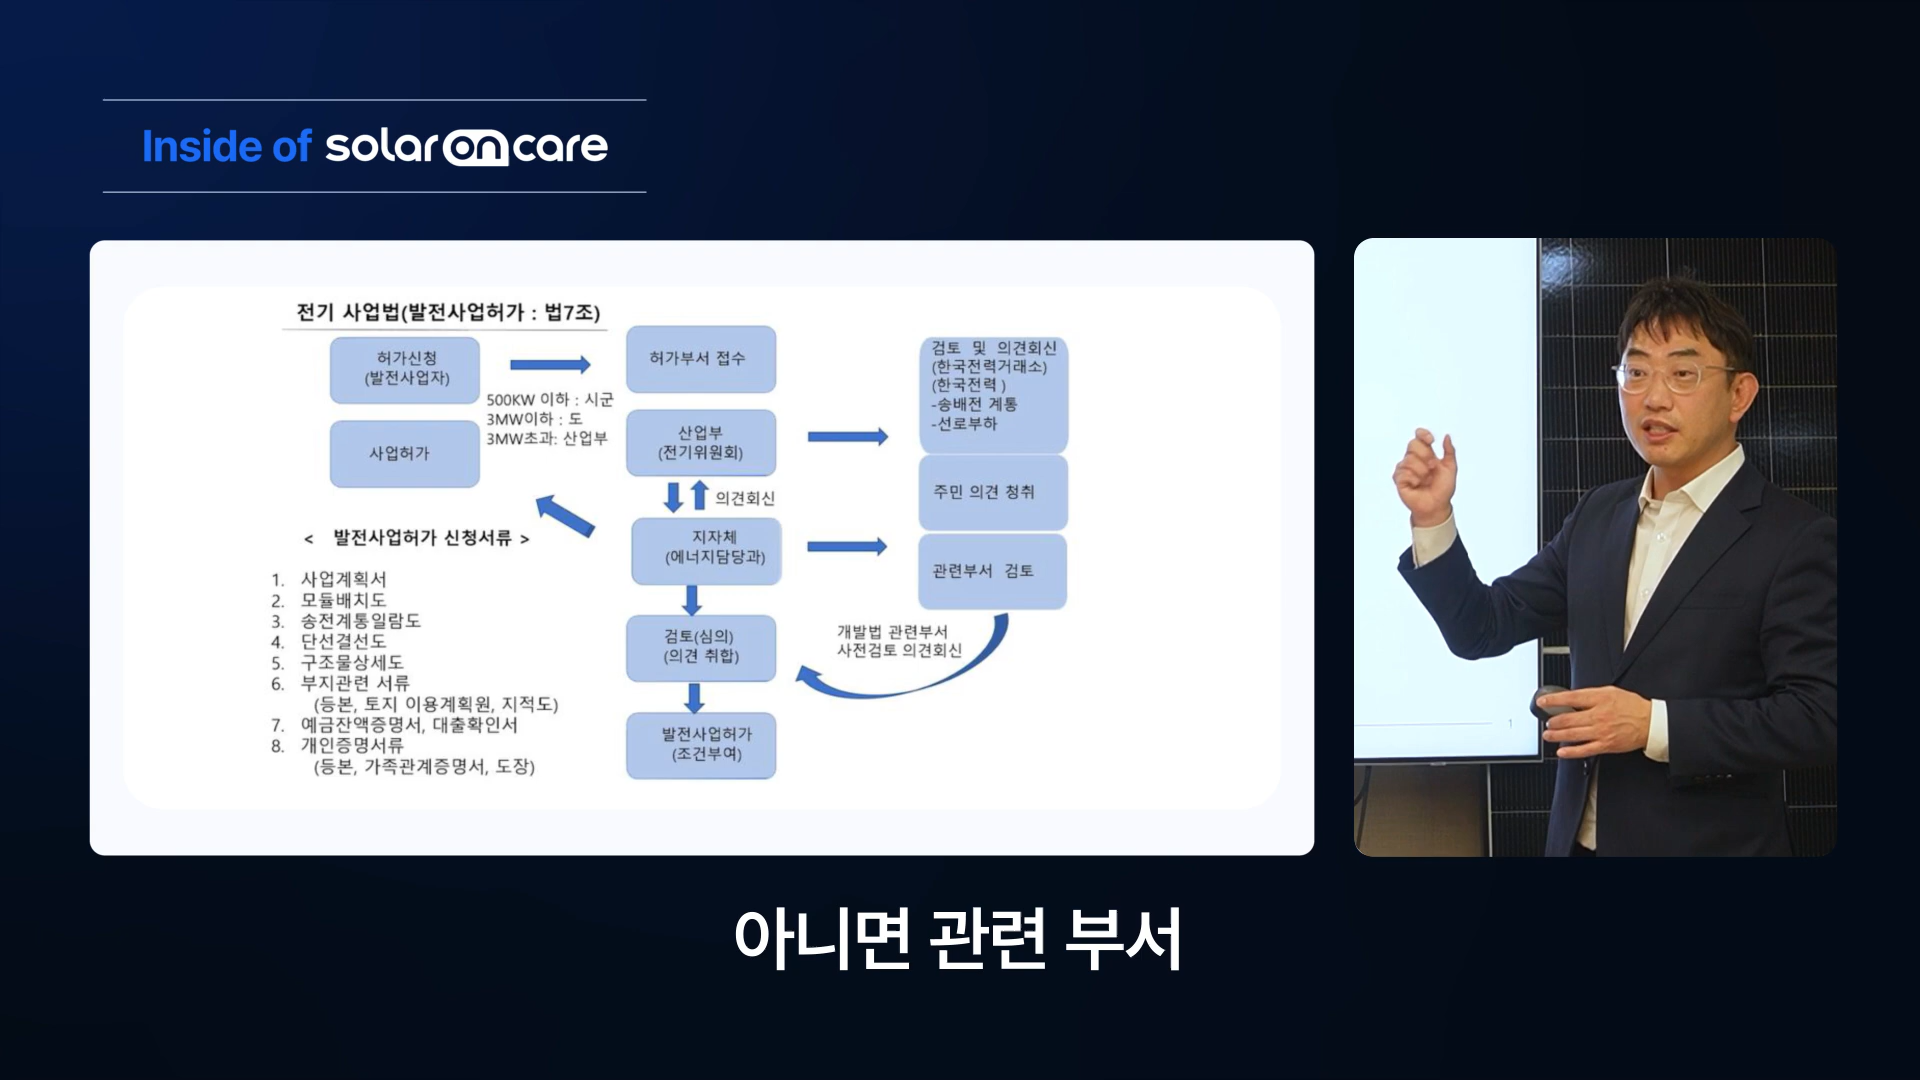 Inside of solaroncare
전기 사업법(발전사업허가 : 법7조)
허가신청
(발전사업자)
500KW 이하 : 시군
3MW이하 : 도
3MW초과: 산업부
사업허가
허가부서 접수
산업부
(전기위원회)
의견회신
지자체
(에너지담당과)
검토(심의)
(의견 취합)
발전사업허가
(조건부여)
검토 및 의견회신
(한국전력거래소)
(한국전력 )
-송배전 계통
-선로부하
주민 의견 청취
관련부서 검토
개발법 관련부서
사전검토 의견회신
< 발전사업허가 신청서류 >
1. 사업계획서
2. 모듈배치도
3. 송전계통일람도
4. 단선결선도
5. 구조물상세도
6. 부지관련 서류
(등본, 토지 이용계획원, 지적도)
7. 예금잔액증명서, 대출확인서
8. 개인증명서류
(등본, 가족관계증명서, 도장)
1
아니면 관련 부서